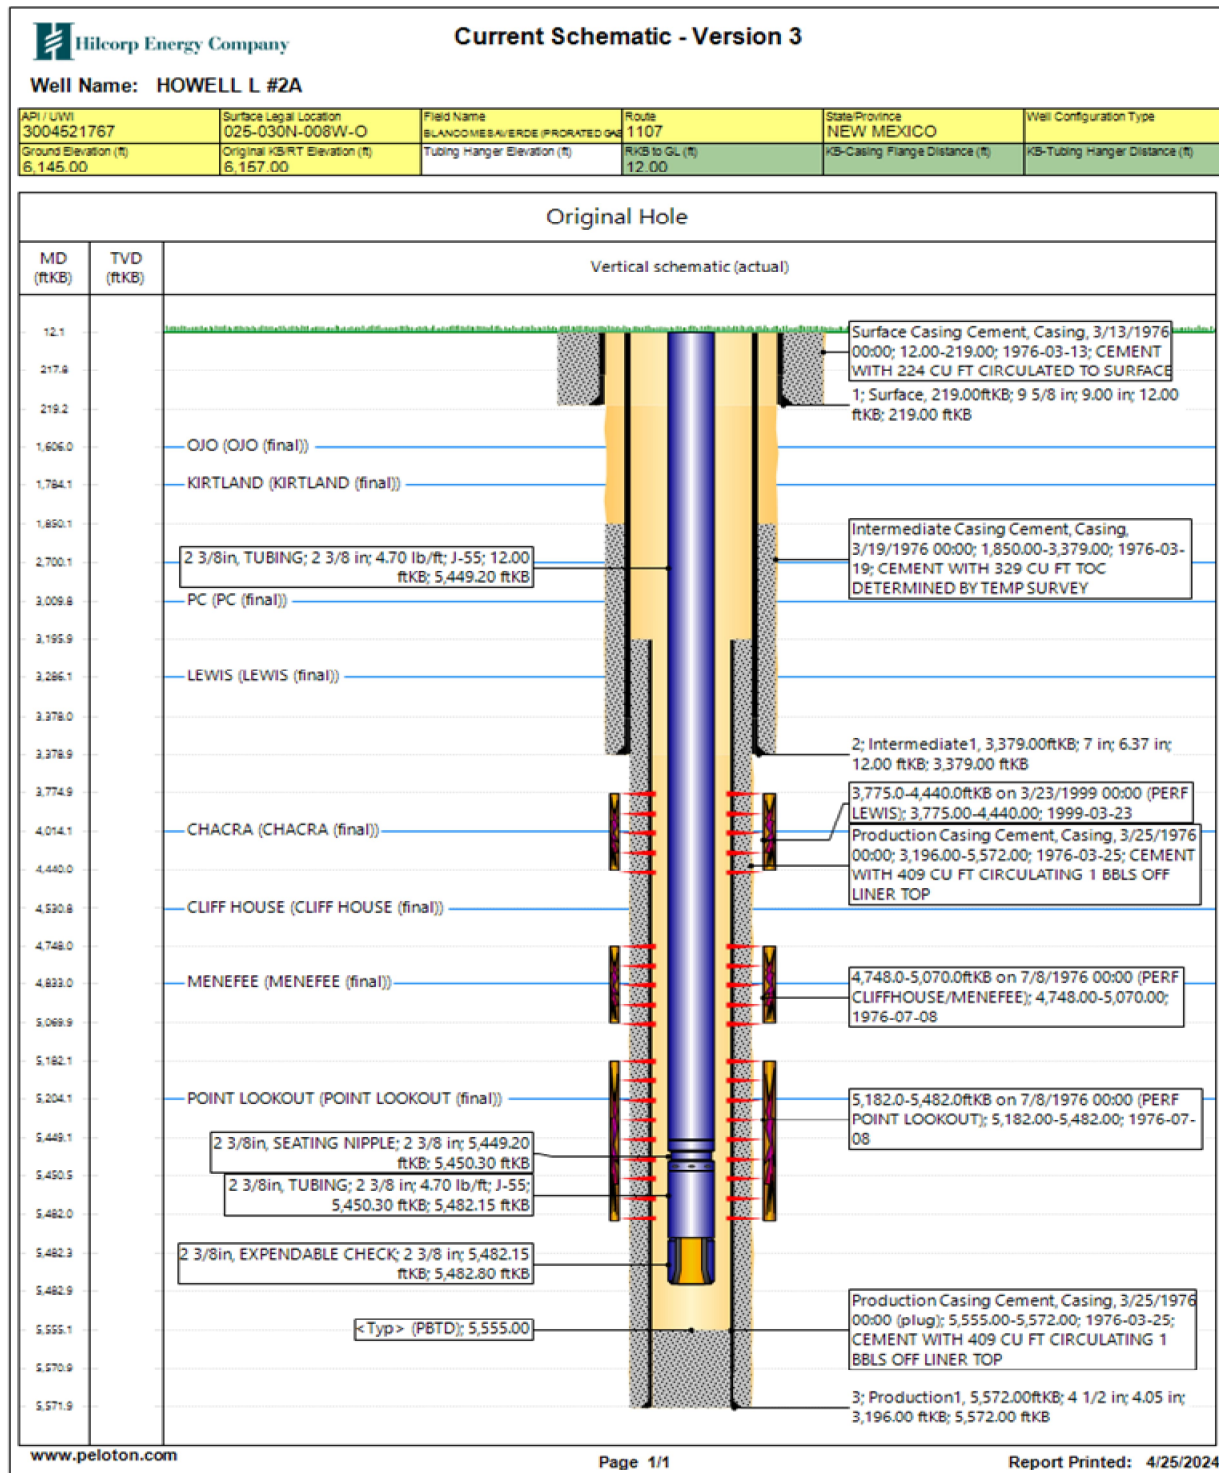 Hilcorp Energy Company
Current Schematic - Version 3
Well Name: HOWELL L #2A
API / UWI
3004521767
Surface Legal Location
025-030N-008W-O
Field Name
BLANCO MESAVERDE (PRORATED GAS
Route
1107
State/Province
NEW MEXICO
Well Configuration Type
Ground Elevation (ft)
6,145.00
Original KB/RT Elevation (ft)
6,157.00
Tubing Hanger Elevation (ft)
RKB to GL (ft)
12.00
KB-Casing Flange Distance (ft)
KB-Tubing Hanger Distance (ft)
Original Hole
MD
(ftKB)
TVD
(ftKB)
Vertical schematic (actual)
12.1
Surface Casing Cement, Casing, 3/13/1976
00:00; 12.00-219.00; 1976-03-13; CEMENT
WITH 224 CU FT CIRCULATED TO SURFACE
217.8
1; Surface, 219.00ftKB; 9 5/8 in; 9.00 in; 12.00
ftKB; 219.00 ftKB
219.2
1,606.0
OJO (OJO (final))
1,784.1
KIRTLAND (KIRTLAND (final))
1,850.1
Intermediate Casing Cement, Casing,
3/19/1976 00:00; 1,850.00-3,379.00; 1976-03-
19; CEMENT WITH 329 CU FT TOC
DETERMINED BY TEMP SURVEY
2,700.1
2 3/8in, TUBING; 2 3/8 in; 4.70 lb/ft; J-55; 12.00
ftKB; 5,449.20 ftKB
3,009.8
PC (PC (final))
3,195.9
3,286.1
LEWIS (LEWIS (final))
3,378.0
3,378.9
2; Intermediate1, 3,379.00ftKB; 7 in; 6.37 in;
12.00 ftKB; 3,379.00 ftKB
3,774.9
3,775.0-4,440.0ftKB on 3/23/1999 00:00 (PERF
LEWIS); 3,775.00-4,440.00; 1999-03-23
4,014.1
CHACRA (CHACRA (final))
Production Casing Cement, Casing, 3/25/1976
00:00; 3,196.00-5,572.00; 1976-03-25; CEMENT
WITH 409 CU FT CIRCULATING 1 BBLS OFF
LINER TOP
4,440.0
4,530.8
CLIFF HOUSE (CLIFF HOUSE (final))
4,748.0
4,833.0
MENEFEE (MENEFEE (final))
4,748.0-5,070.0ftKB on 7/8/1976 00:00 (PERF
CLIFFHOUSE/MENEFEE); 4,748.00-5,070.00;
1976-07-08
5,069.9
5,182.1
5,204.1
POINT LOOKOUT (POINT LOOKOUT (final))
5,182.0-5,482.0ftKB on 7/8/1976 00:00 (PERF
POINT LOOKOUT); 5,182.00-5,482.00; 1976-07-
08
5,449.1
2 3/8in, SEATING NIPPLE; 2 3/8 in; 5,449.20
ftKB; 5,450.30 ftKB
5,450.5
2 3/8in, TUBING; 2 3/8 in; 4.70 lb/ft; J-55;
5,450.30 ftKB; 5,482.15 ftKB
5,482.0
5,482.3
2 3/8in, EXPENDABLE CHECK; 2 3/8 in; 5,482.15
ftKB; 5,482.80 ftKB
5,482.9
Production Casing Cement, Casing, 3/25/1976
00:00 (plug); 5,555.00-5,572.00; 1976-03-25;
CEMENT WITH 409 CU FT CIRCULATING 1
BBLS OFF LINER TOP
5,555.1
<Typ> (PBTD); 5,555.00
5,570.9
5,571.9
3; Production1, 5,572.00ftKB; 4 1/2 in; 4.05 in;
3,196.00 ftKB; 5,572.00 ftKB
www.peloton.com
Page 1/1
Report Printed: 4/25/2024